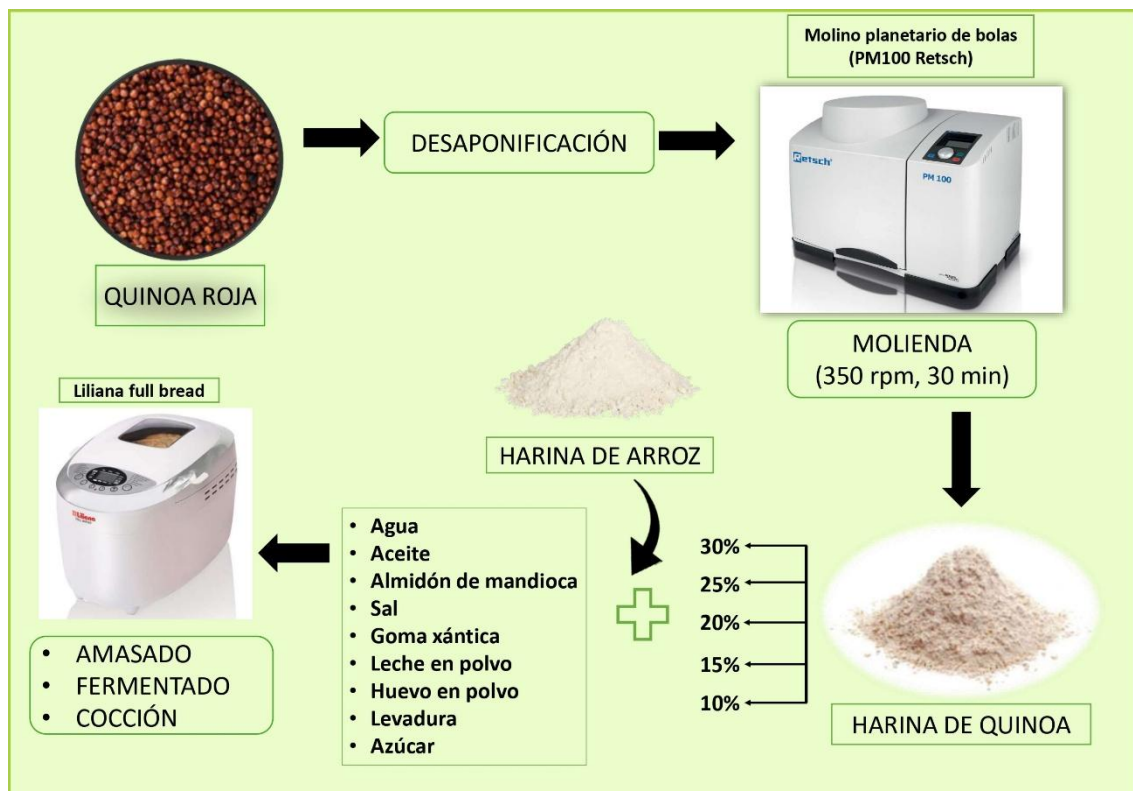 QUINOA ROJA
DESAPONIFICACIÓN
Molino planetario de bolas
(PM100 Retsch)
Retsch
PM 100
MOLIENDA
(350 rpm, 30 min)
HARINA DE QUINOA
30%
25%
20%
15%
10%
HARINA DE ARROZ
• Agua
• Aceite
• Almidón de mandioca
• Sal
• Goma xántica
• Leche en polvo
• Huevo en polvo
• Levadura
• Azúcar
Liliana full bread
Liliana
• AMASADO
• FERMENTADO
• COCCIÓN